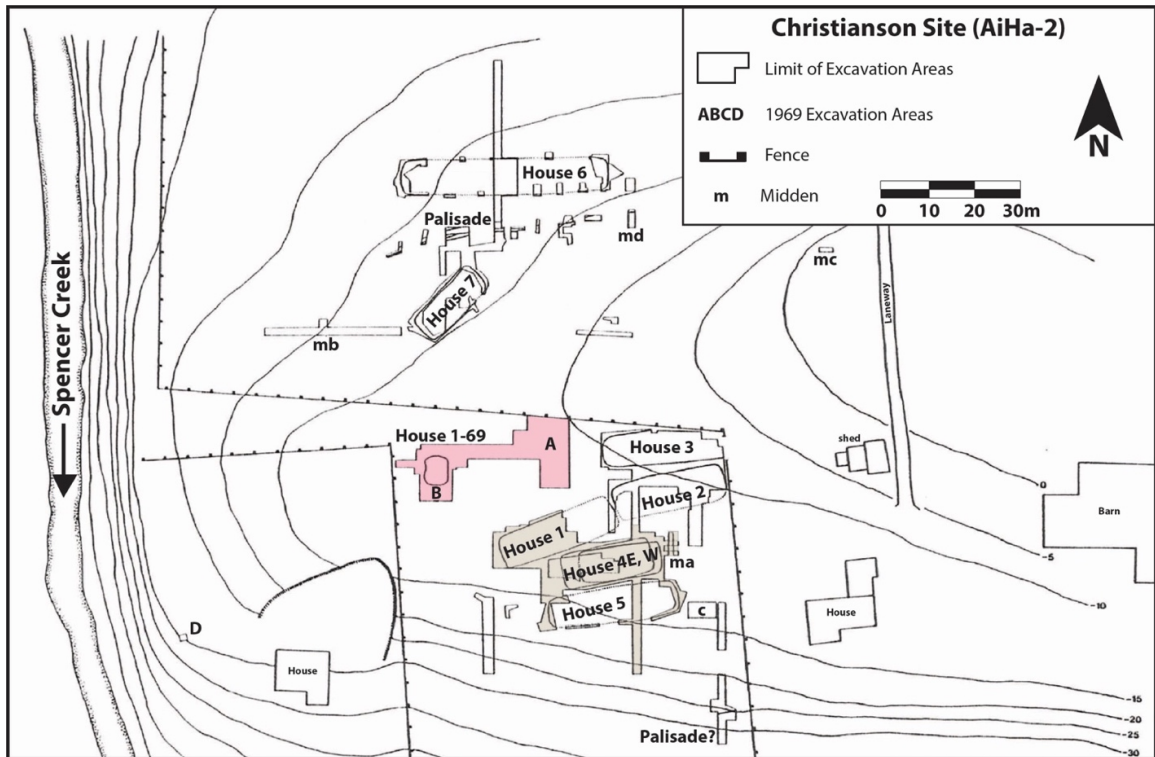 Christianson Site (AiHa-2)
Limit of Excavation Areas
ABCD 1969 Excavation Areas
Fence
m Midden
N
0 10 20 30m
House 6
Palisade
md
mc
House 7
Laneway
mb
Spencer Creek
House 1-69
A
B
House 3
shed
0
Barn
House 2
House 1
ma
House 4E, W
-5
-10
House 5
c
House
D
House
-15
-20
-25
-30
Palisade?